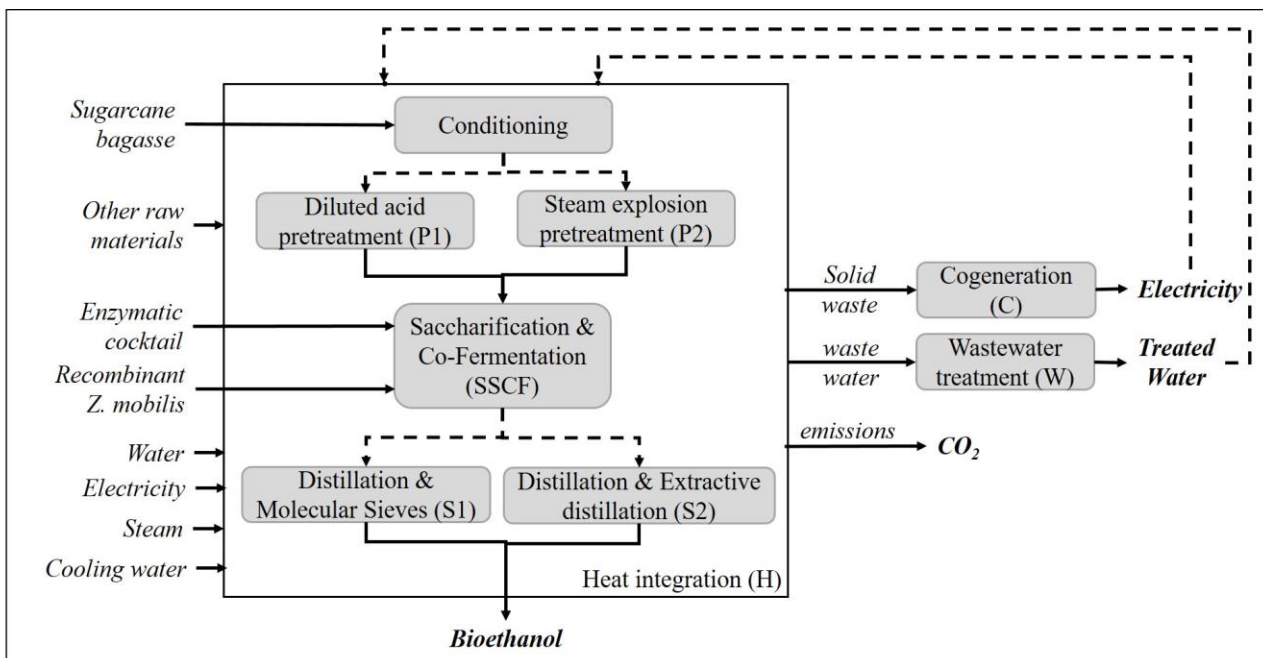 Sugarcane
bagasse
Conditioning
Other raw
materials
Diluted acid
pretreatment (P1)
Steam explosion
pretreatment (P2)
Enzymatic
cocktail
Recombinant
Z. mobilis
Saccharification &
Co-Fermentation
(SSCF)
Solid
waste
Cogeneration
(C)
Electricity
waste
water
Wastewater
treatment (W)
Treated
Water
emissions
CO₂
Water
Electricity
Steam
Cooling water
Distillation &
Molecular Sieves (S1)
Distillation & Extractive
distillation (S2)
Heat integration (H)
Bioethanol